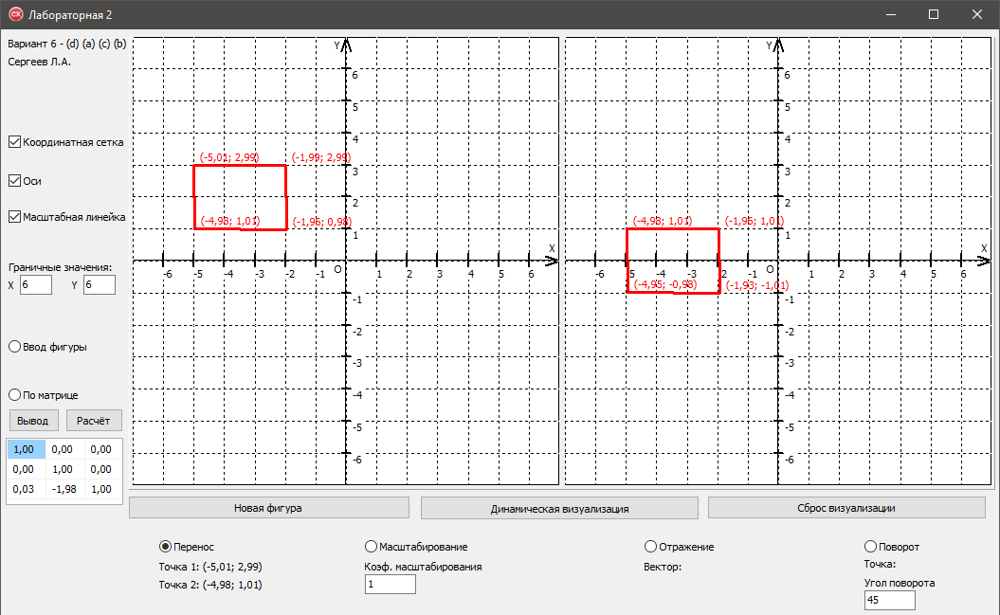 Лабораторная 2
Вариант 6 - (d) (a) (c) (b)
Сергеев Л.А.
Координатная сетка
Оси
Масштабная линейка
Граничные значения:
X 6 Y 6
Ввод фигуры
По матрице
Вывод Расчёт
1,00 0,00 0,00
0,00 1,00 0,00
0,03 -1,98 1,00
Y
6
5
4
(-5,01; 2,99) (-1,99; 2,99)
3
2
(-4,98; 1,01) (-1,96; 0,98)
1
X
-6 -5 -4 -3 -2 -1 O 1 2 3 4 5 6
-1
-2
-3
-4
-5
-6
Y
6
5
4
3
2
(-4,98; 1,01) (-1,96; 1,01)
1
X
-6 -5 -4 -3 -2 -1 O 1 2 3 4 5 6
(-4,95; -0,98) (-1,93; -1,01)
-1
-2
-3
-4
-5
-6
Новая фигура Динамическая визуализация Сброс визуализации
Перенос Масштабирование Отражение Поворот
Точка 1: (-5,01; 2,99) Коэф. масштабирования Вектор: Точка:
Точка 2: (-4,98; 1,01) 1 Угол поворота
45